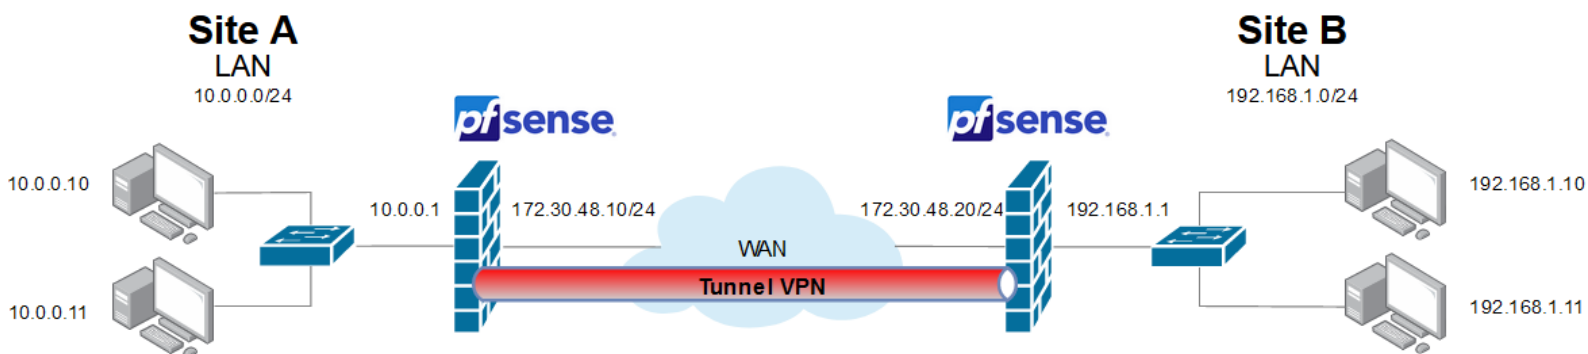 Site A
LAN
10.0.0.0/24
Site B
LAN
192.168.1.0/24
pfsense
pfsense
10.0.0.10
10.0.0.1
172.30.48.10/24
172.30.48.20/24
192.168.1.1
192.168.1.10
WAN
Tunnel VPN
10.0.0.11
192.168.1.11